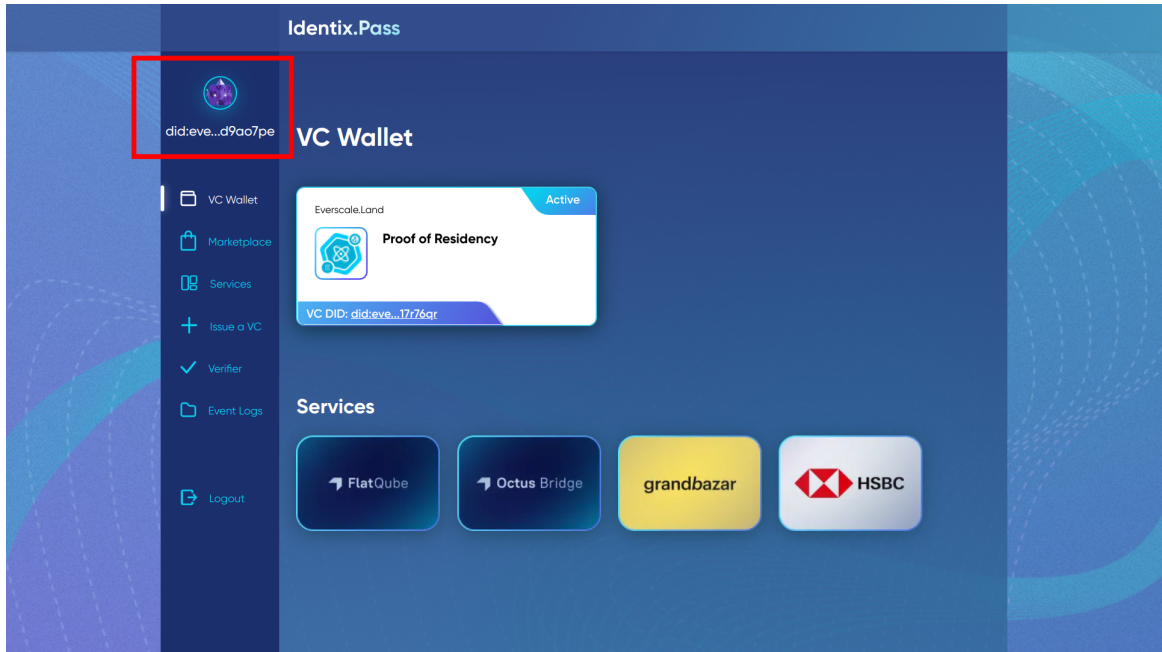 Identix.Pass
did:eve...d9ao7pe
VC Wallet
Marketplace
Services
Issue a VC
Verifier
Event Logs
Logout
VC Wallet
Everscale.Land
Active
Proof of Residency
VC DID: did:eve...17r76qr
Services
FlatQube
Octus Bridge
grandbazar
HSBC